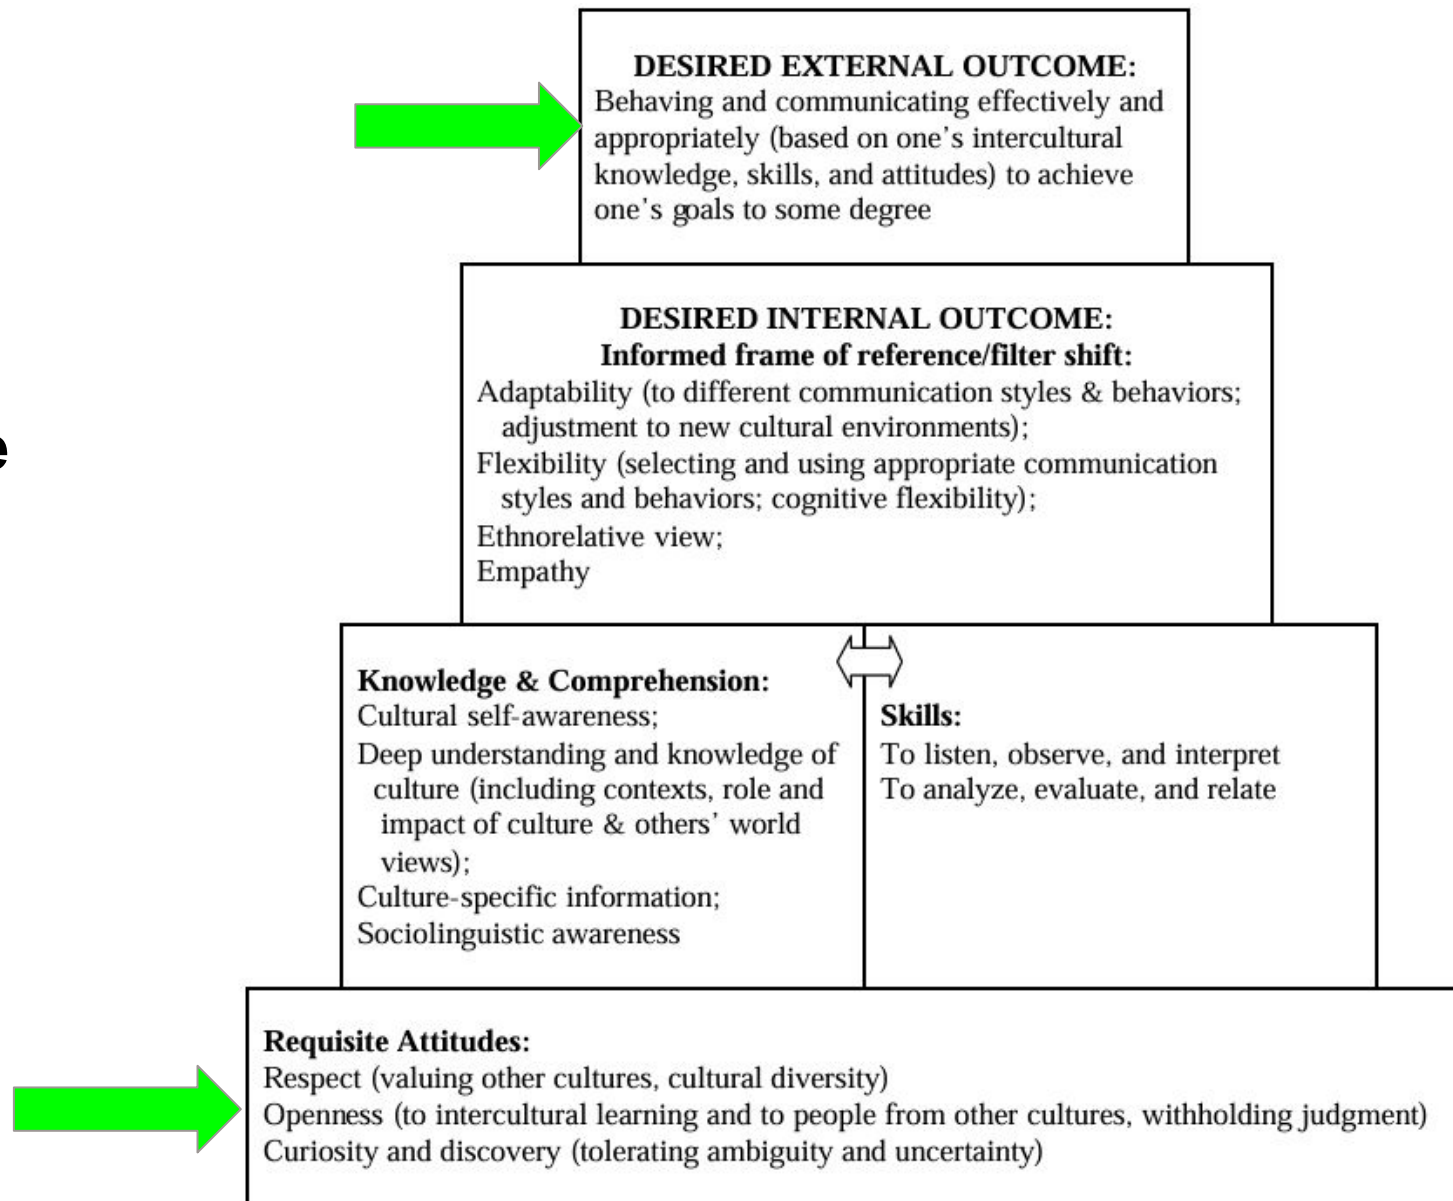 DESIRED EXTERNAL OUTCOME:
Behaving and communicating effectively and
appropriately (based on one’s intercultural
knowledge, skills, and attitudes) to achieve
one’s goals to some degree
DESIRED INTERNAL OUTCOME:
Informed frame of reference/filter shift:
Adaptability (to different communication styles & behaviors;
adjustment to new cultural environments);
Flexibility (selecting and using appropriate communication
styles and behaviors; cognitive flexibility);
Ethnorelative view;
Empathy
Knowledge & Comprehension:
Cultural self-awareness;
Deep understanding and knowledge of
culture (including contexts, role and
impact of culture & others’ world
views);
Culture-specific information;
Sociolinguistic awareness
Skills:
To listen, observe, and interpret
To analyze, evaluate, and relate
Requisite Attitudes:
Respect (valuing other cultures, cultural diversity)
Openness (to intercultural learning and to people from other cultures, withholding judgment)
Curiosity and discovery (tolerating ambiguity and uncertainty)